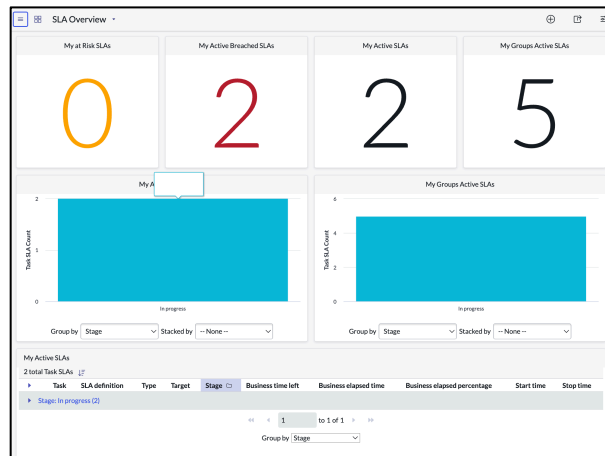 SLA Overview
My at Risk SLAs
My Active Breached SLAs
My Active SLAs
My Groups Active SLAs
0
2
2
5
My A
2
1
0
Task SLA Count
In progress
Group by Stage Stacked by -- None --
My Groups Active SLAs
6
4
2
0
Task SLA Count
In progress
Group by Stage Stacked by -- None --
My Active SLAs
2 total Task SLAs
Task SLA definition Type Target Stage Business time left Business elapsed time Business elapsed percentage Start time Stop time
Stage: In progress (2)
1 to 1 of 1
Group by Stage